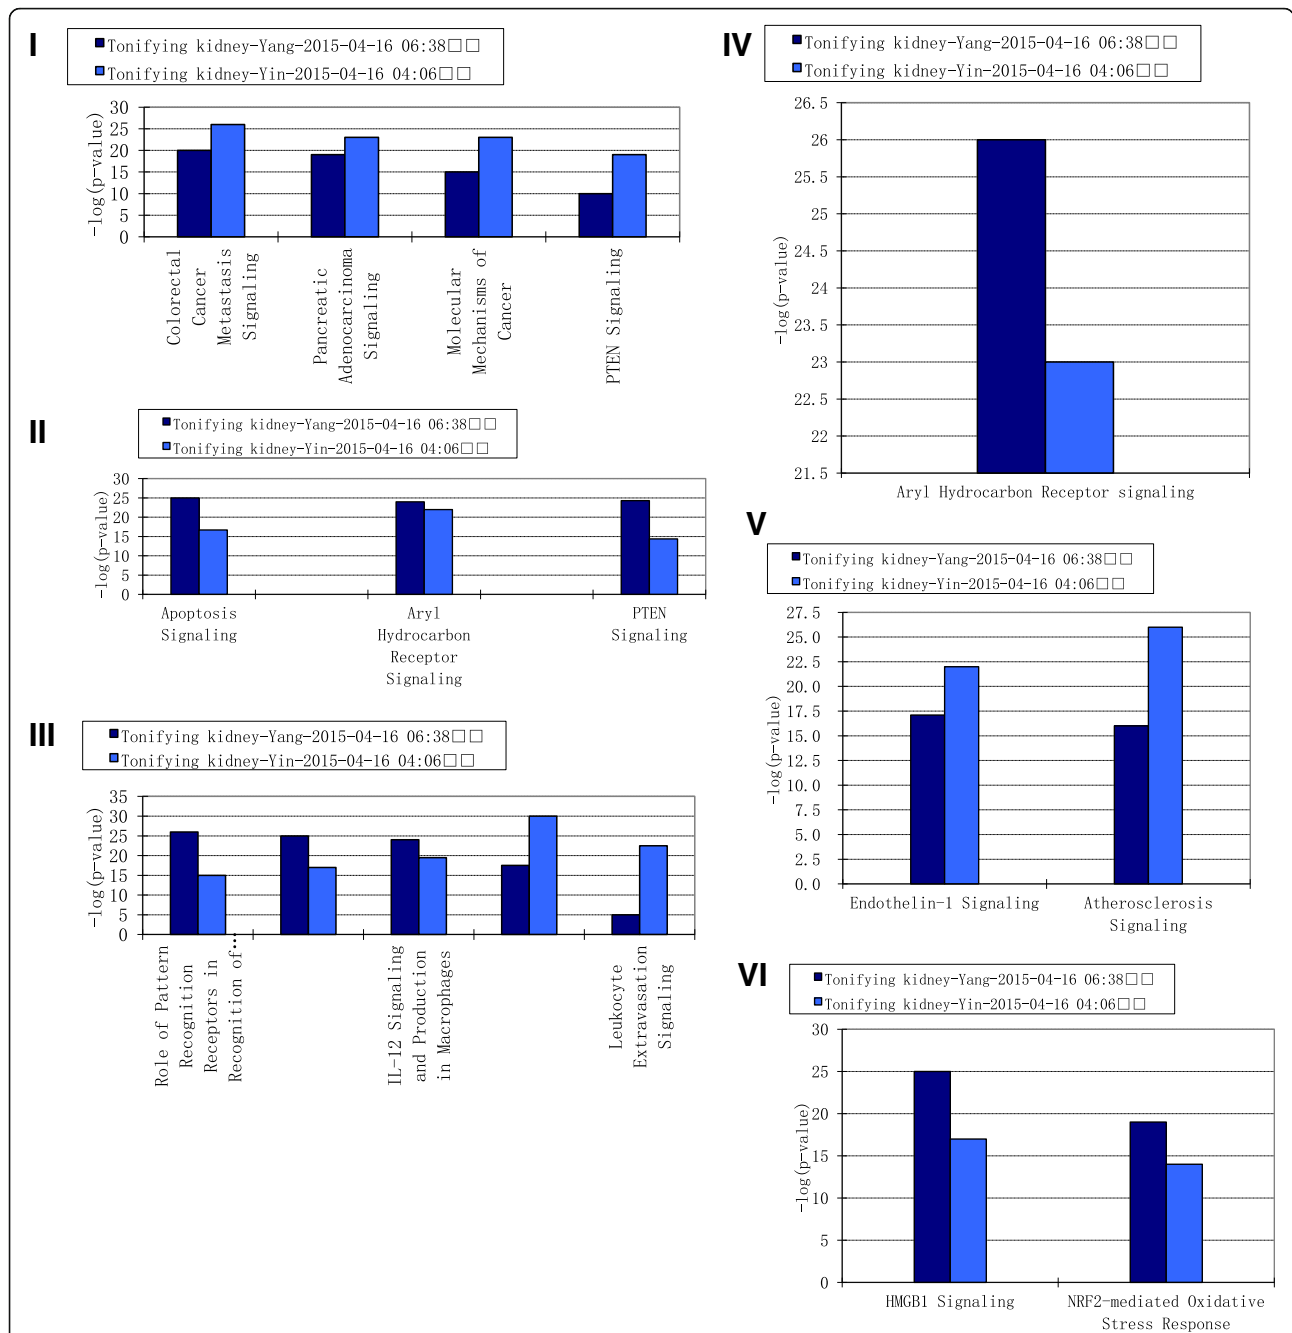 I
Tonifying kidney-Yang-2015-04-16 06:38□□
Tonifying kidney-Yin-2015-04-16 04:06□□
-log(p-value)
30
25
20
15
10
5
0
Colorectal
Cancer
Metastasis
Signaling
Pancreatic
Adenocarcinoma
Signaling
Molecular
Mechanisms of
Cancer
PTEN Signaling
II
Tonifying kidney-Yang-2015-04-16 06:38□□
Tonifying kidney-Yin-2015-04-16 04:06□□
-log(p-value)
30
25
20
15
10
5
0
Apoptosis
Signaling
Aryl
Hydrocarbon
Receptor
Signaling
PTEN
Signaling
III
Tonifying kidney-Yang-2015-04-16 06:38□□
Tonifying kidney-Yin-2015-04-16 04:06□□
-log(p-value)
35
30
25
20
15
10
5
0
Role of Pattern
Recognition
Receptors in
Recognition of...
IL-12 Signaling
and Production
in Macrophages
Leukocyte
Extravasation
Signaling
IV
Tonifying kidney-Yang-2015-04-16 06:38□□
Tonifying kidney-Yin-2015-04-16 04:06□□
-log(p-value)
26.5
26
25.5
25
24.5
24
23.5
23
22.5
22
21.5
Aryl Hydrocarbon Receptor signaling
V
Tonifying kidney-Yang-2015-04-16 06:38□□
Tonifying kidney-Yin-2015-04-16 04:06□□
-log(p-value)
27.5
25.0
22.5
20.0
17.5
15.0
12.5
10.0
7.5
5.0
2.5
0.0
Endothelin-1 Signaling
Atherosclerosis
Signaling
VI
Tonifying kidney-Yang-2015-04-16 06:38□□
Tonifying kidney-Yin-2015-04-16 04:06□□
-log(p-value)
30
25
20
15
10
5
0
HMGB1 Signaling
NRF2-mediated Oxidative
Stress Response